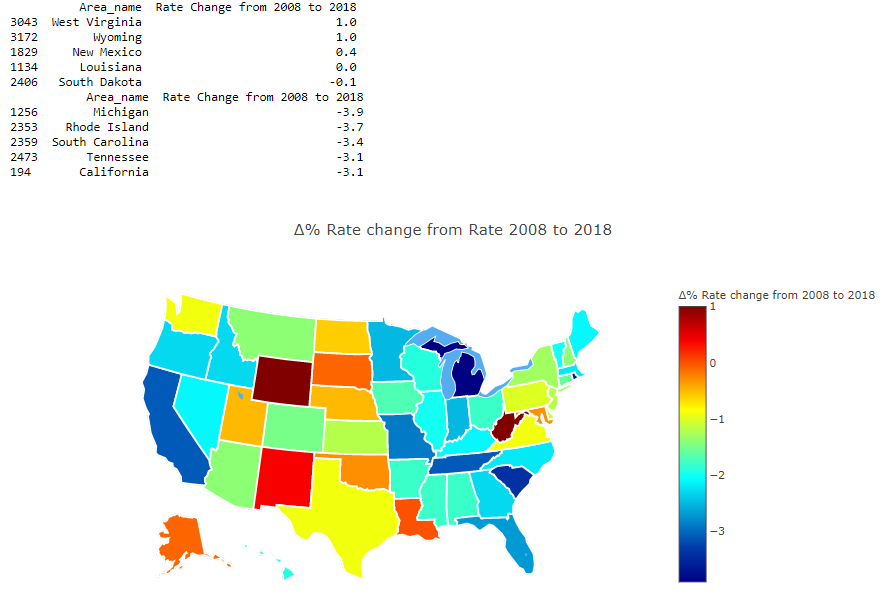 Area_name  Rate Change from 2008 to 2018
3043  West Virginia  1.0
3172  Wyoming  1.0
1829  New Mexico  0.4
1134  Louisiana  0.0
2406  South Dakota  -0.1
Area_name  Rate Change from 2008 to 2018
1256  Michigan  -3.9
2353  Rhode Island  -3.7
2359  South Carolina  -3.4
2473  Tennessee  -3.1
194  California  -3.1
Δ% Rate change from Rate 2008 to 2018
Δ% Rate change from 2008 to 2018
1
0
−1
−2
−3